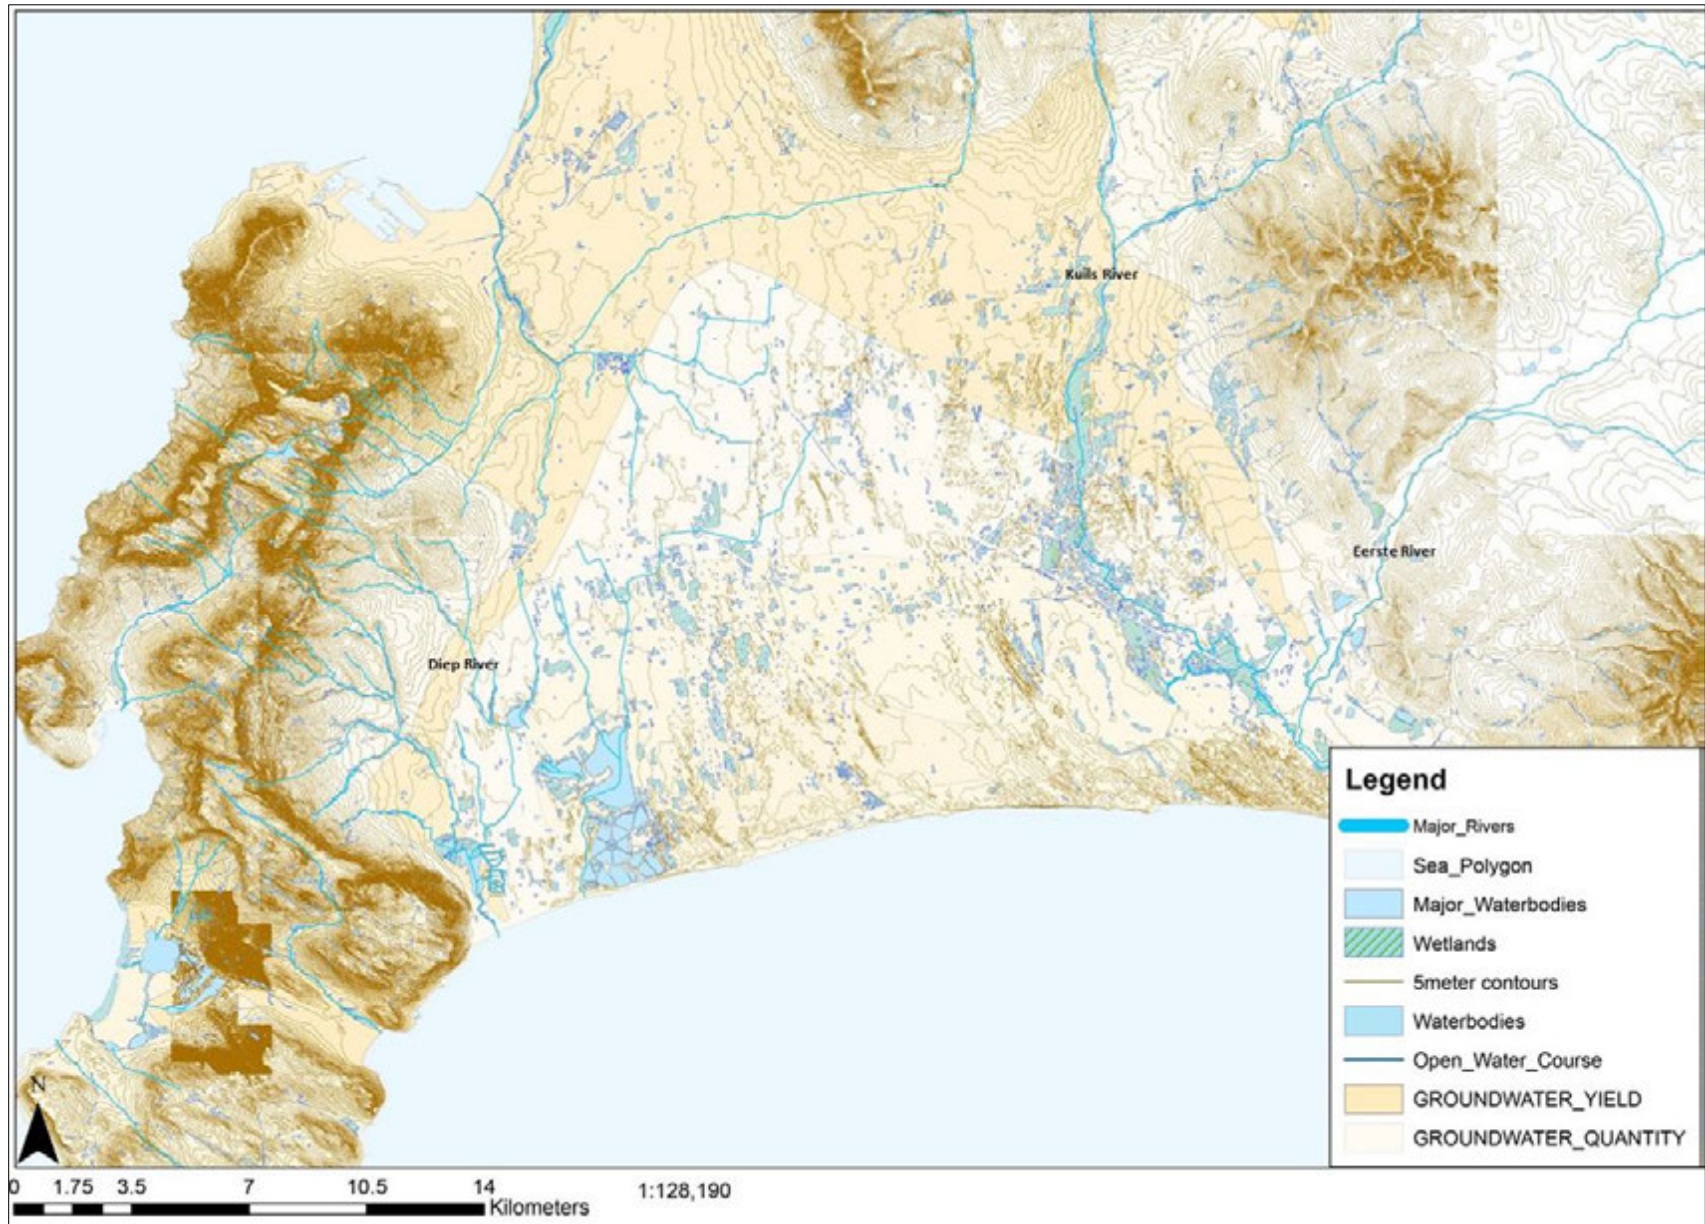 Kuils River
Eerste River
Diep River
Legend
Major_Rivers
Sea_Polygon
Major_Waterbodies
Wetlands
5meter contours
Waterbodies
Open_Water_Course
GROUNDWATER_YIELD
GROUNDWATER_QUANTITY
N
0 1.75 3.5 7 10.5 14
Kilometers
1:128,190